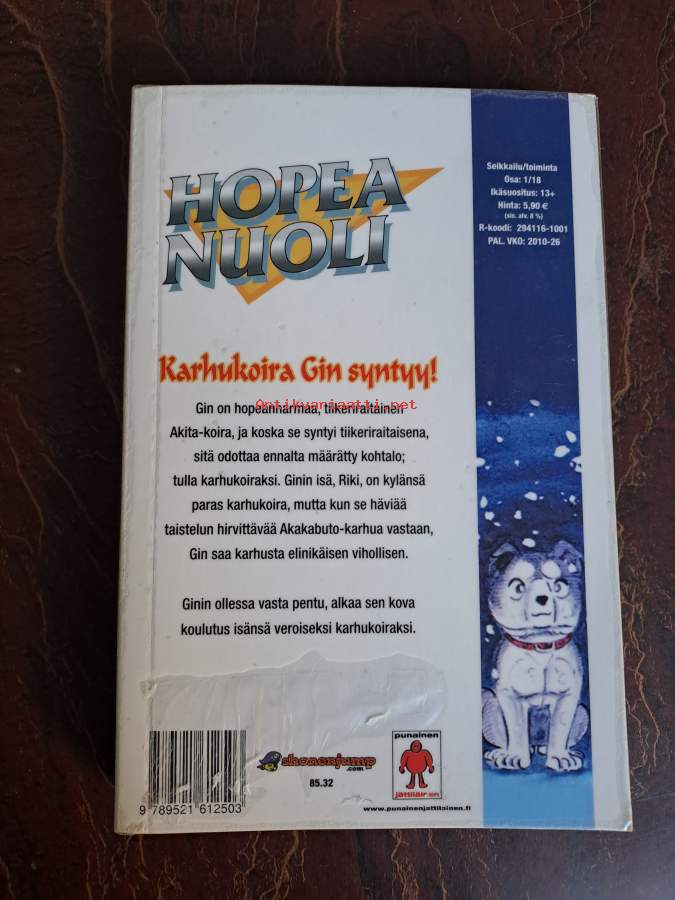 HOPEA
NUOLI
Seikkailu/toiminta
Osa: 1/18
Ikäsuositus: 13+
Hinta: 5,90 €
(sis. alv. 8 %)
R-koodi: 294116-1001
PAL. VKO: 2010-26
Karhukoira Gin syntyy!
Antikvariaatti.net
Gin on hopeanharmaa, tiikeriraitainen
Akita-koira, ja koska se syntyi tiikeriraitaisena,
sitä odottaa ennalta määrätty kohtalo;
tulla karhukoiraksi. Ginin isä, Riki, on kylänsä
paras karhukoira, mutta kun se häviää
taistelun hirvittävää Akakabuto-karhua vastaan,
Gin saa karhusta elinikäisen vihollisen.
Ginin ollessa vasta pentu, alkaa sen kova
koulutus isänsä veroiseksi karhukoiraksi.
9 789521 612503
shonenjump
.com
85.32
punainen
jättiläinen
www.punainenjattilainen.fi